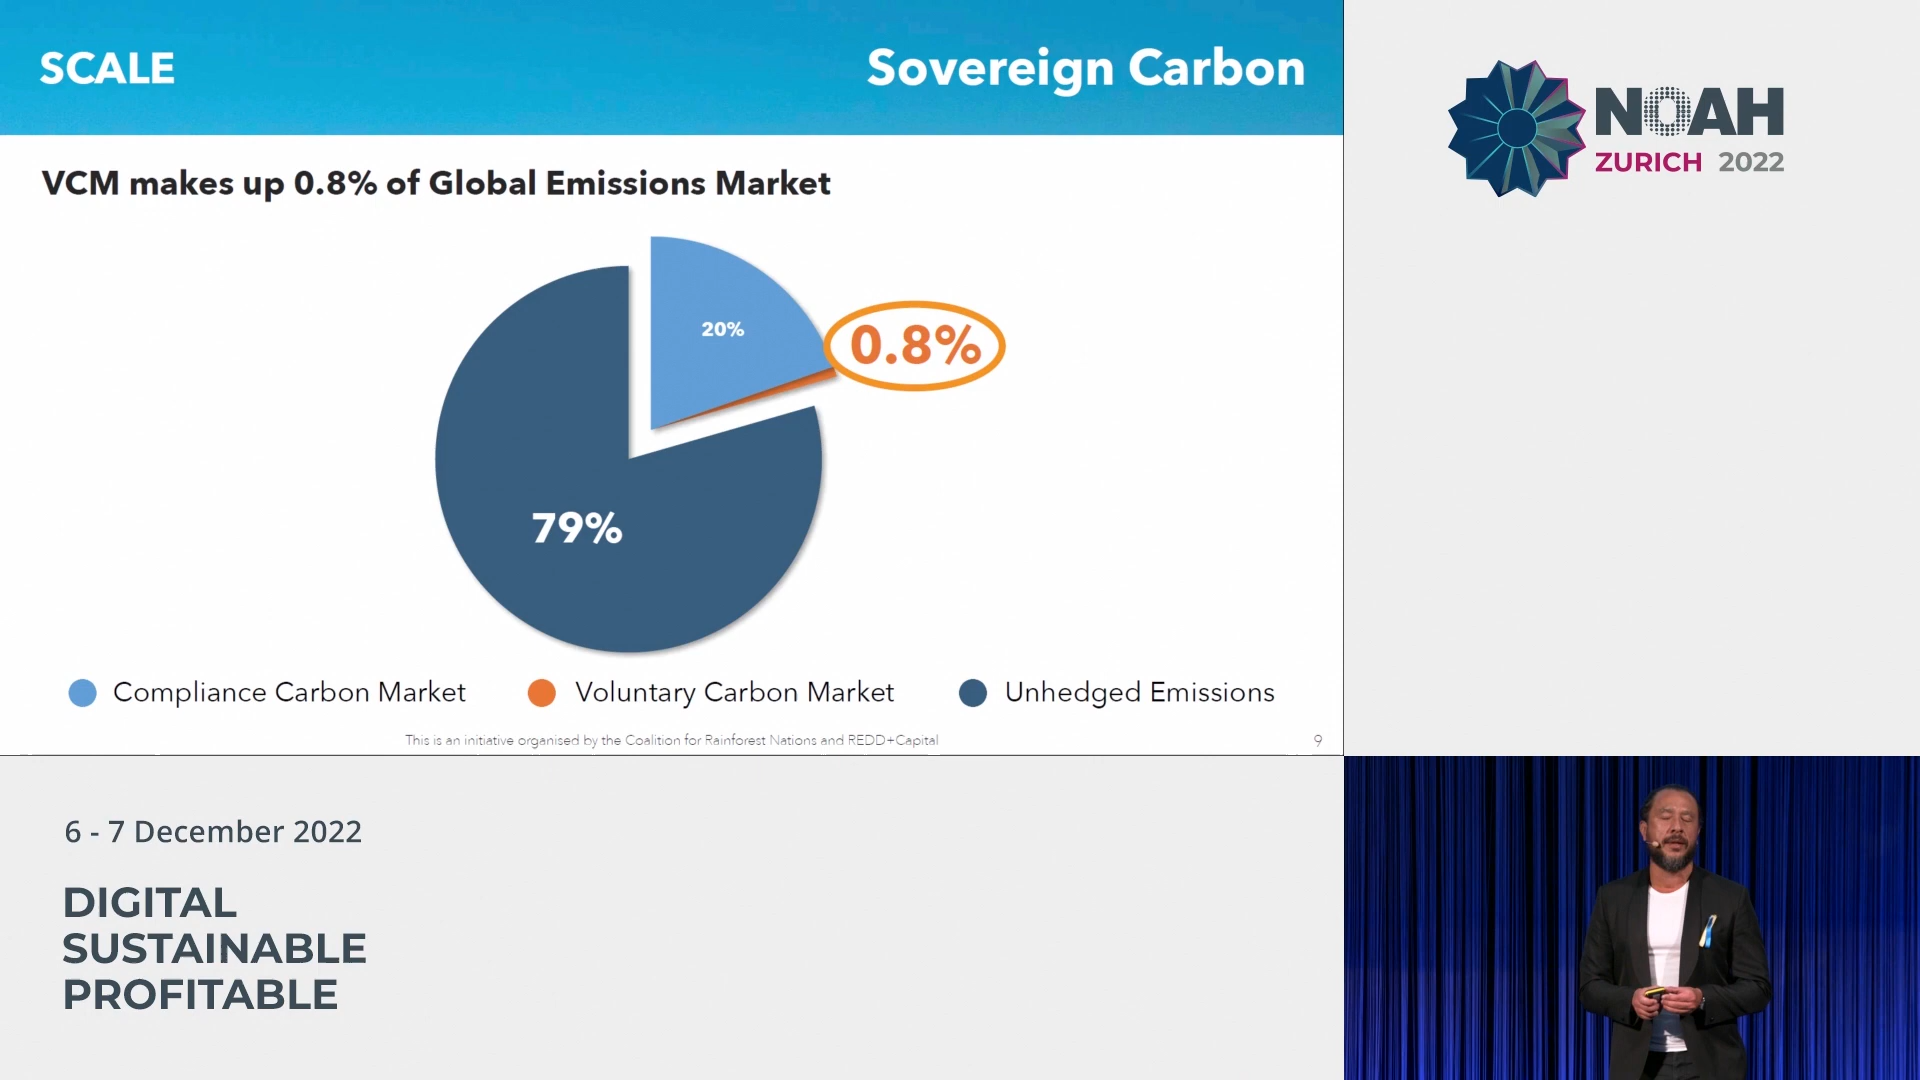 SCALE
Sovereign Carbon
VCM makes up 0.8% of Global Emissions Market
20%
0.8%
79%
Compliance Carbon Market
Voluntary Carbon Market
Unhedged Emissions
This is an initiative organised by the Coalition for Rainforest Nations and REDD+Capital
9
NOAH
ZURICH 2022
6 - 7 December 2022
DIGITAL
SUSTAINABLE
PROFITABLE